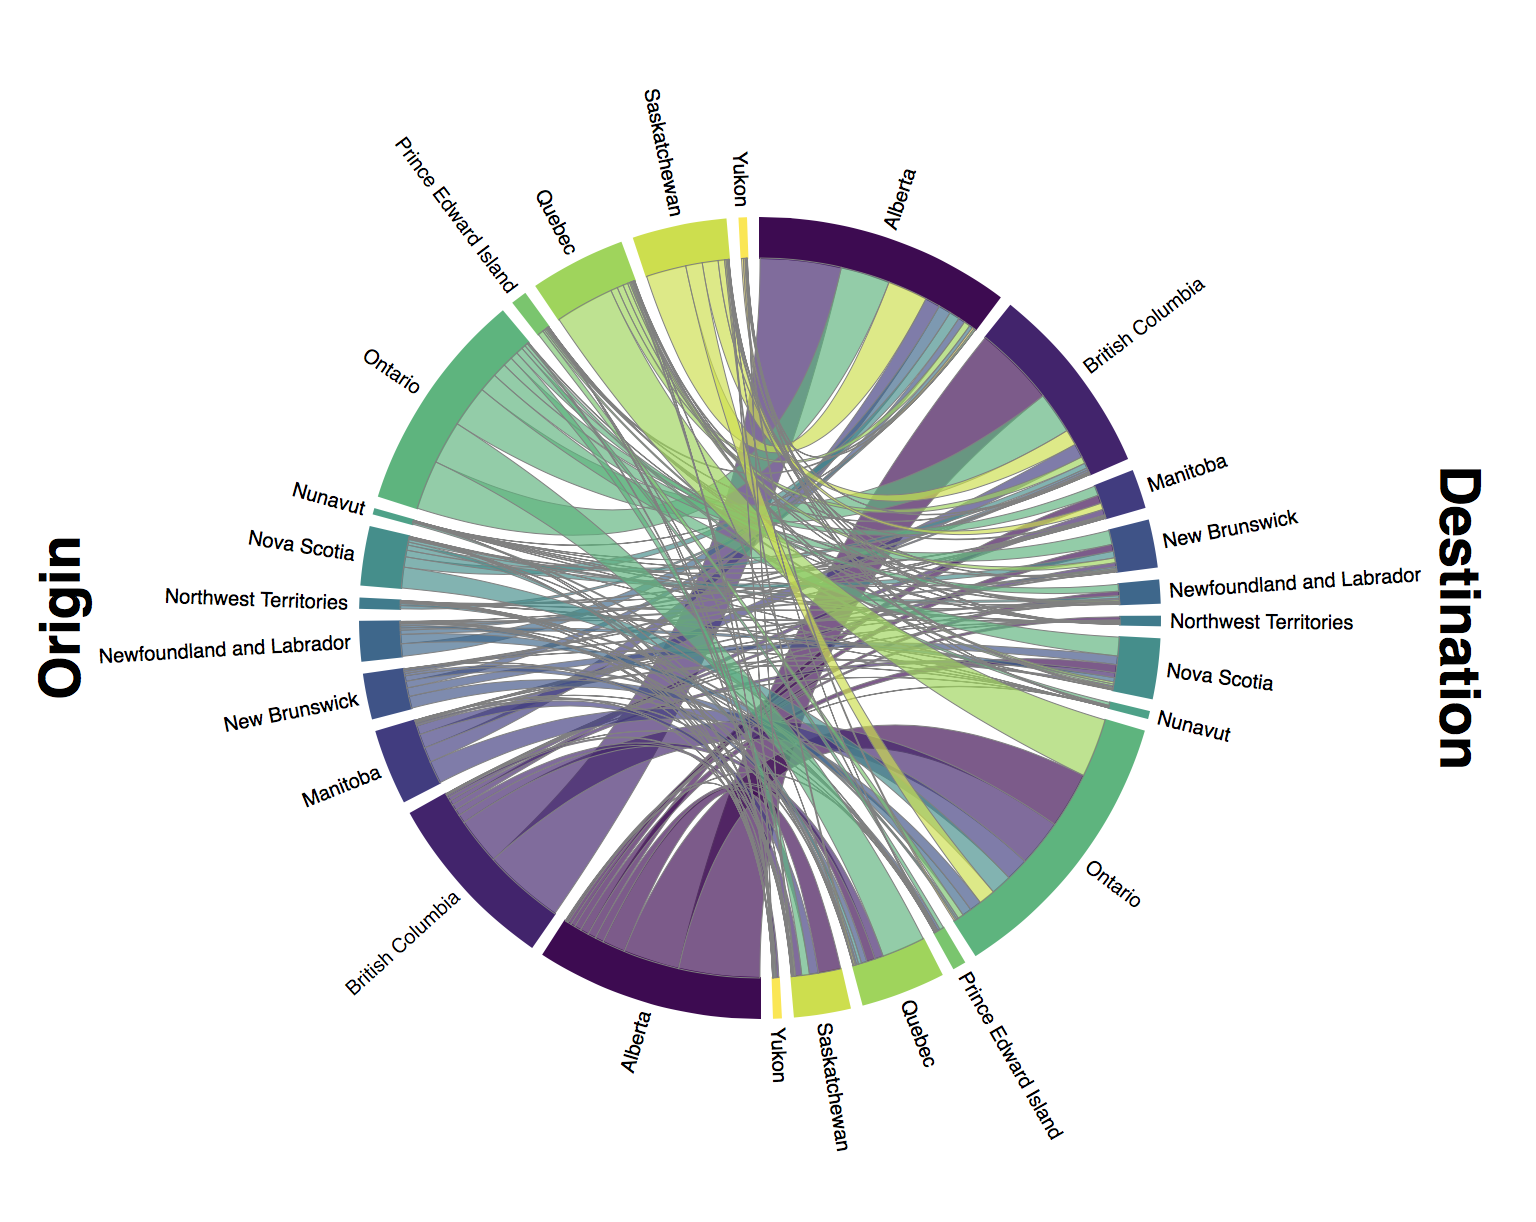 Origin
Destination
Yukon
Saskatchewan
Quebec
Prince Edward Island
Ontario
Nunavut
Nova Scotia
Northwest Territories
Newfoundland and Labrador
New Brunswick
Manitoba
British Columbia
Alberta
Alberta
British Columbia
Manitoba
New Brunswick
Newfoundland and Labrador
Northwest Territories
Nova Scotia
Nunavut
Ontario
Prince Edward Island
Quebec
Saskatchewan
Yukon